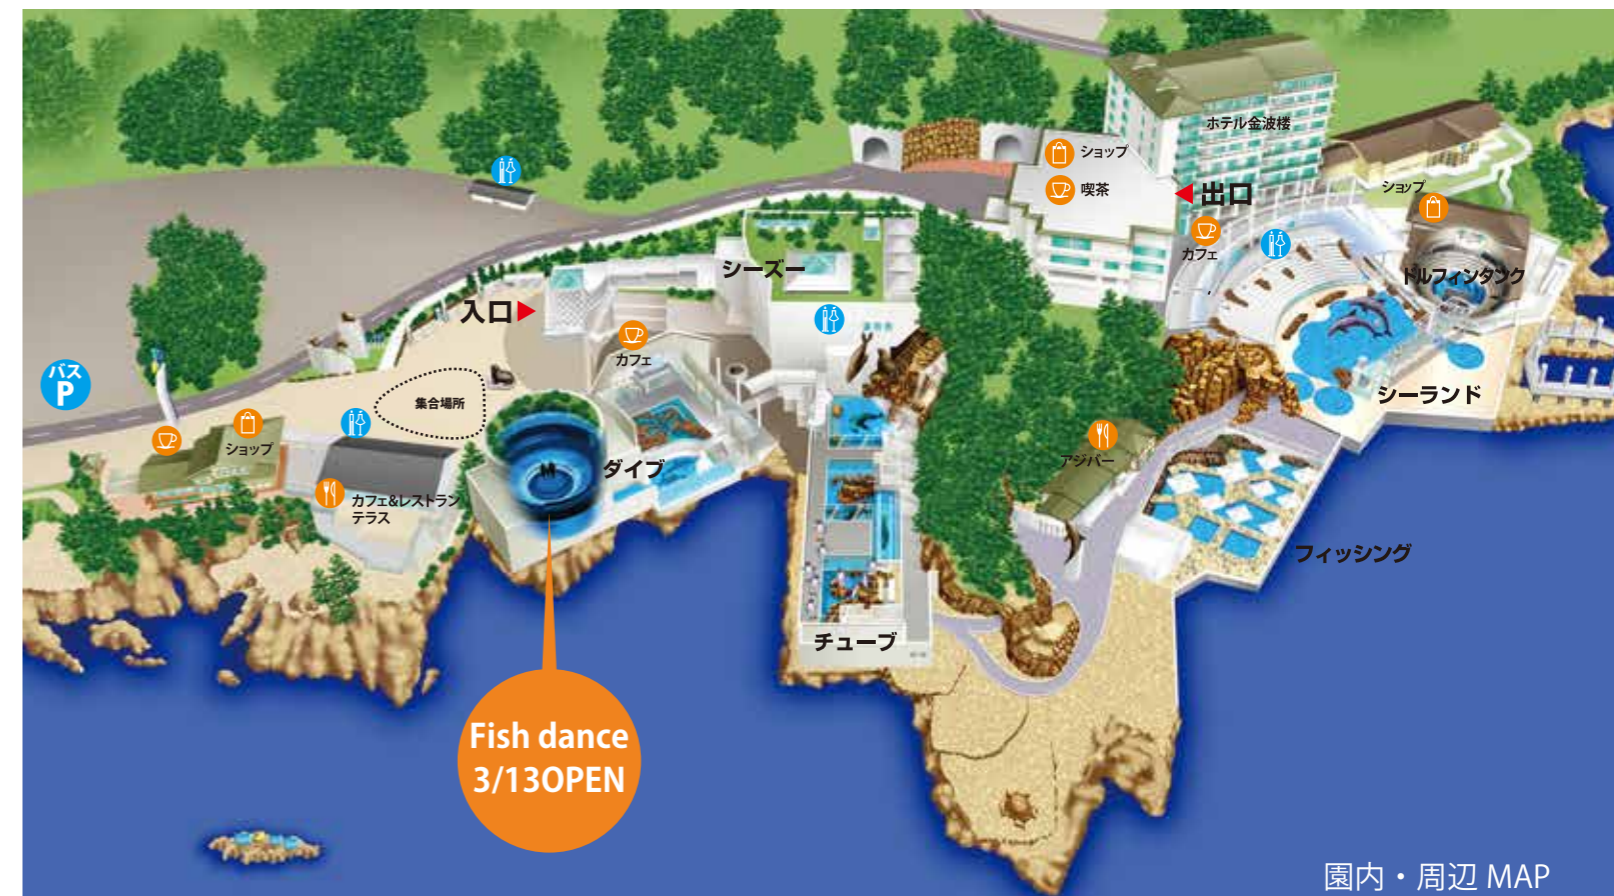 ホテル金波楼
ショップ
喫茶
出口
ショップ
カフェ
ドルフィンタンク
シーズー
入口
カフェ
バス
P
集合場所
シーランド
ショップ
アジバー
M
ダイブ
カフェ&レストラン
テラス
フィッシング
チューブ
Fish dance
3/13OPEN
園内・周辺 MAP